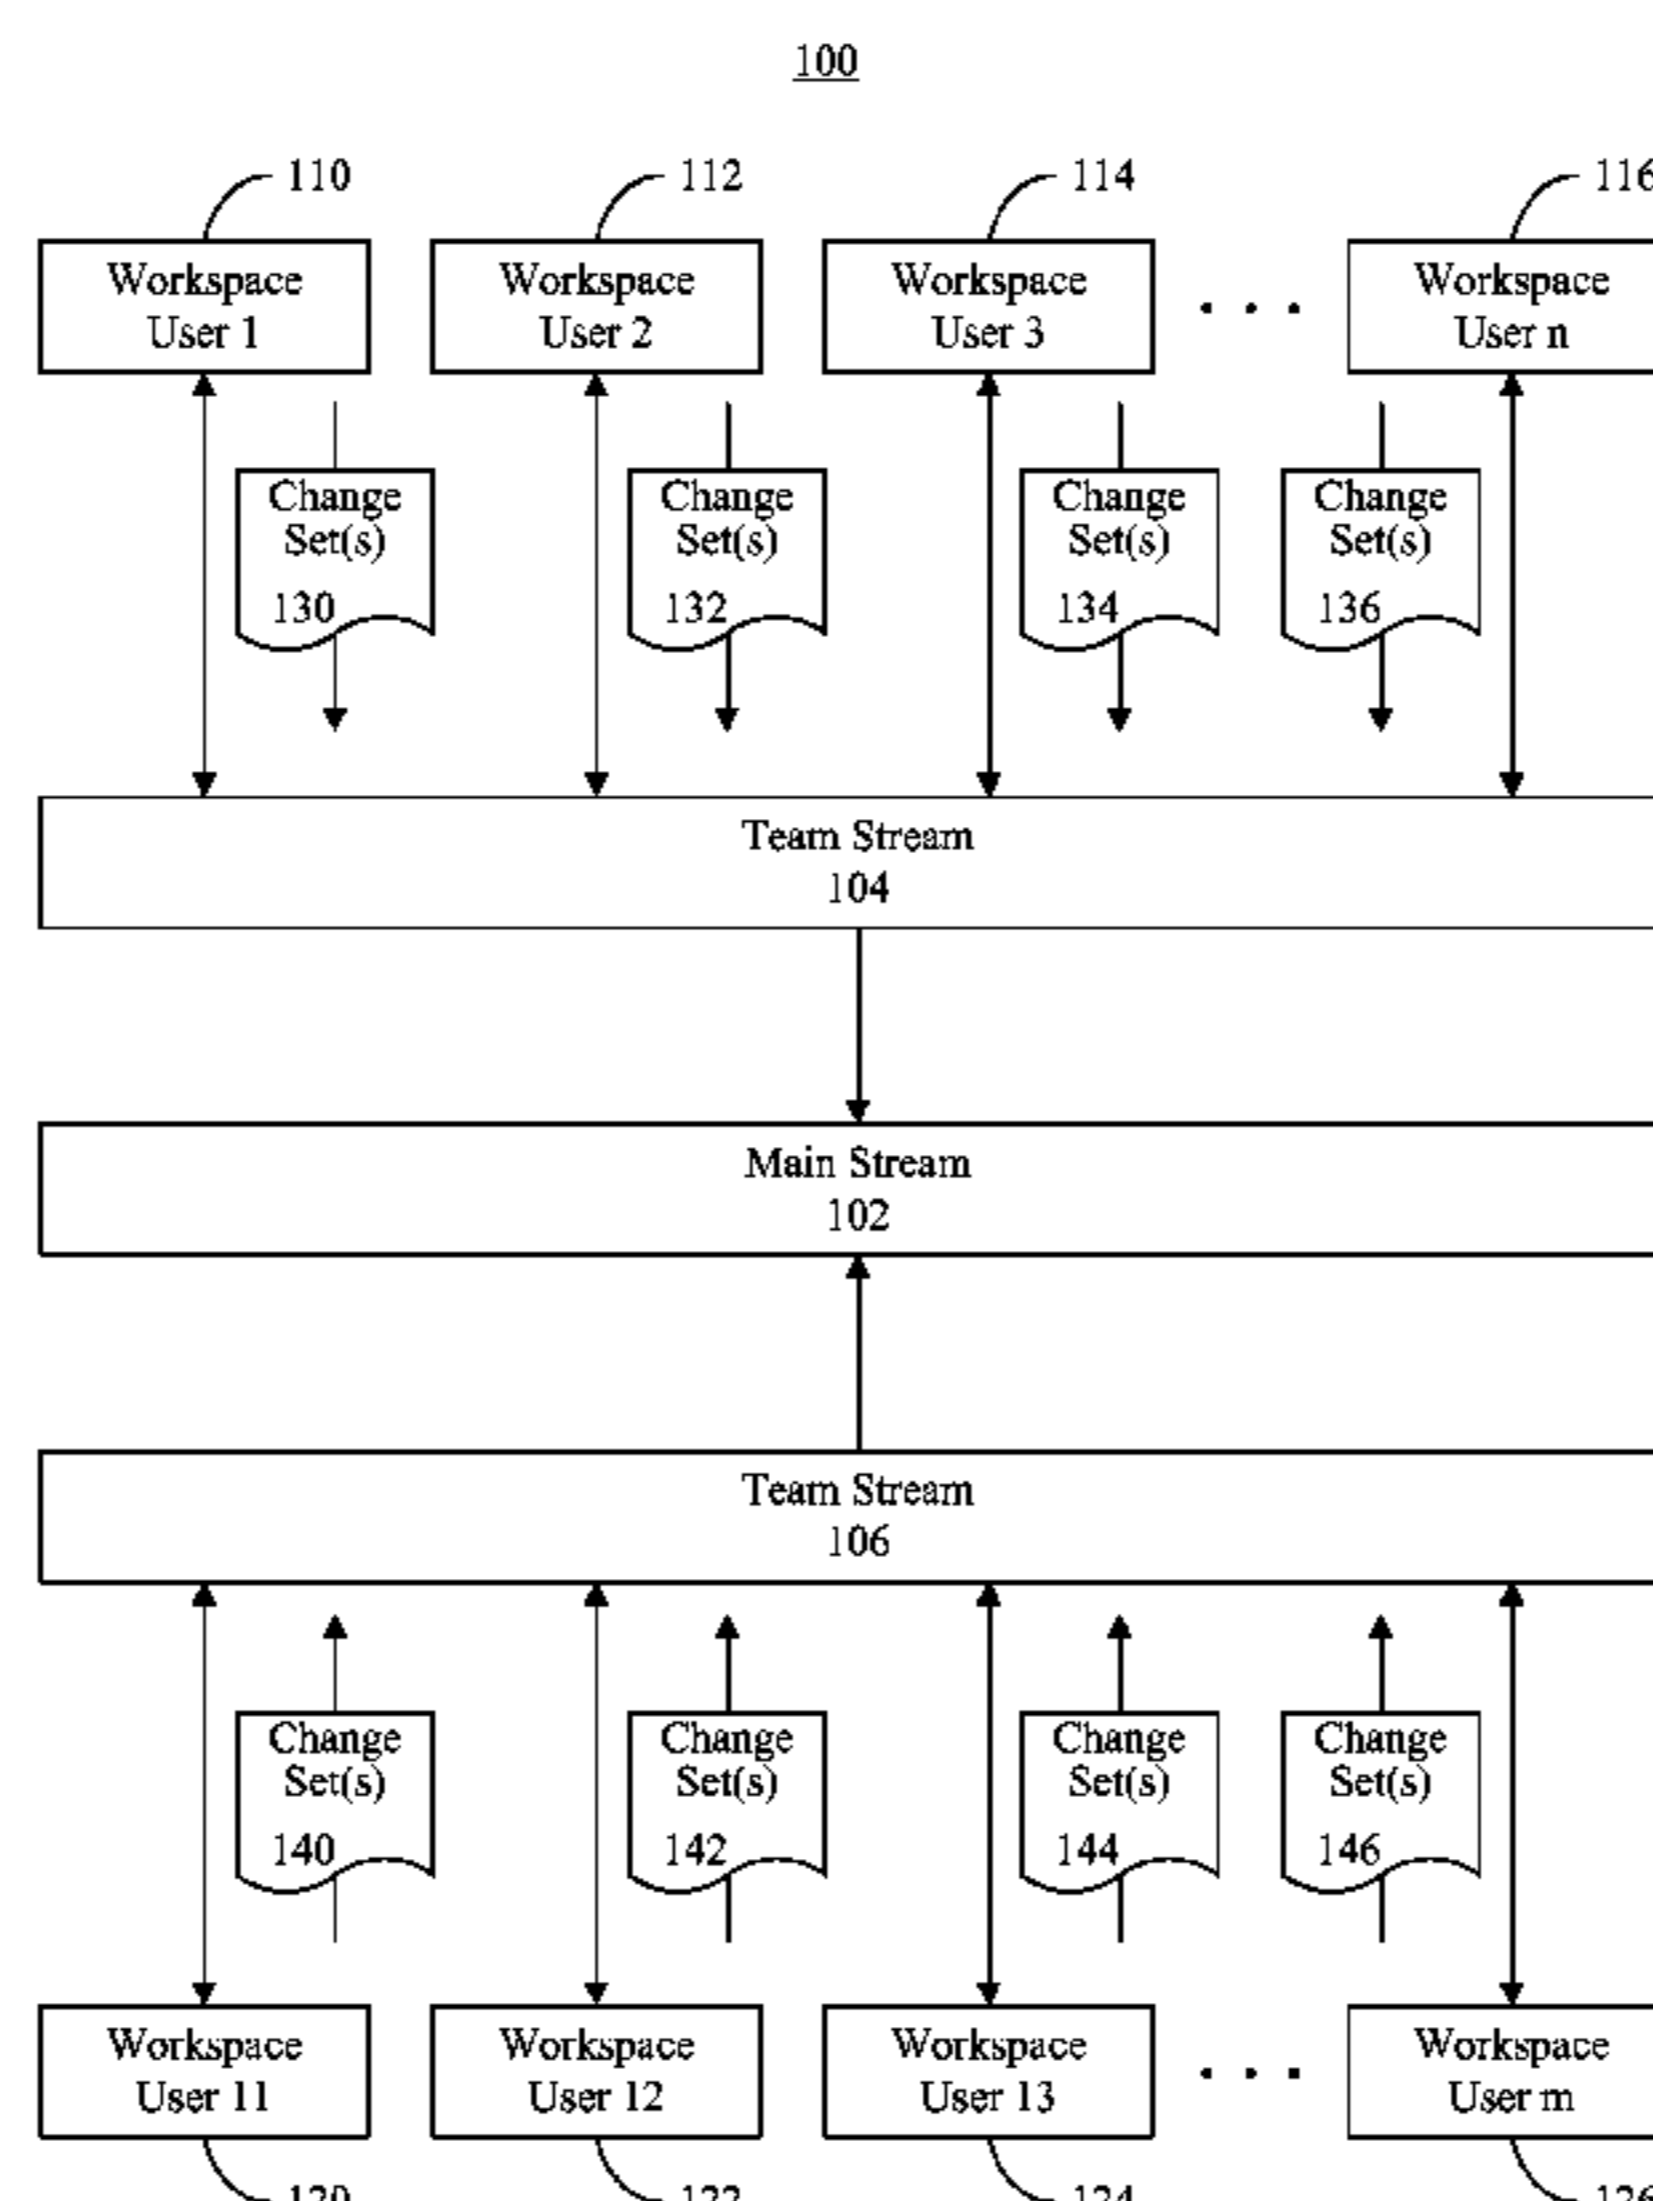 100
110
112
114
116
Workspace
User 1
Workspace
User 2
Workspace
User 3
. . .
Workspace
User n
Change
Set(s)
130
Change
Set(s)
132
Change
Set(s)
134
Change
Set(s)
136
Team Stream
104
Main Stream
102
Team Stream
106
Change
Set(s)
140
Change
Set(s)
142
Change
Set(s)
144
Change
Set(s)
146
Workspace
User 11
Workspace
User 12
Workspace
User 13
. . .
Workspace
User m